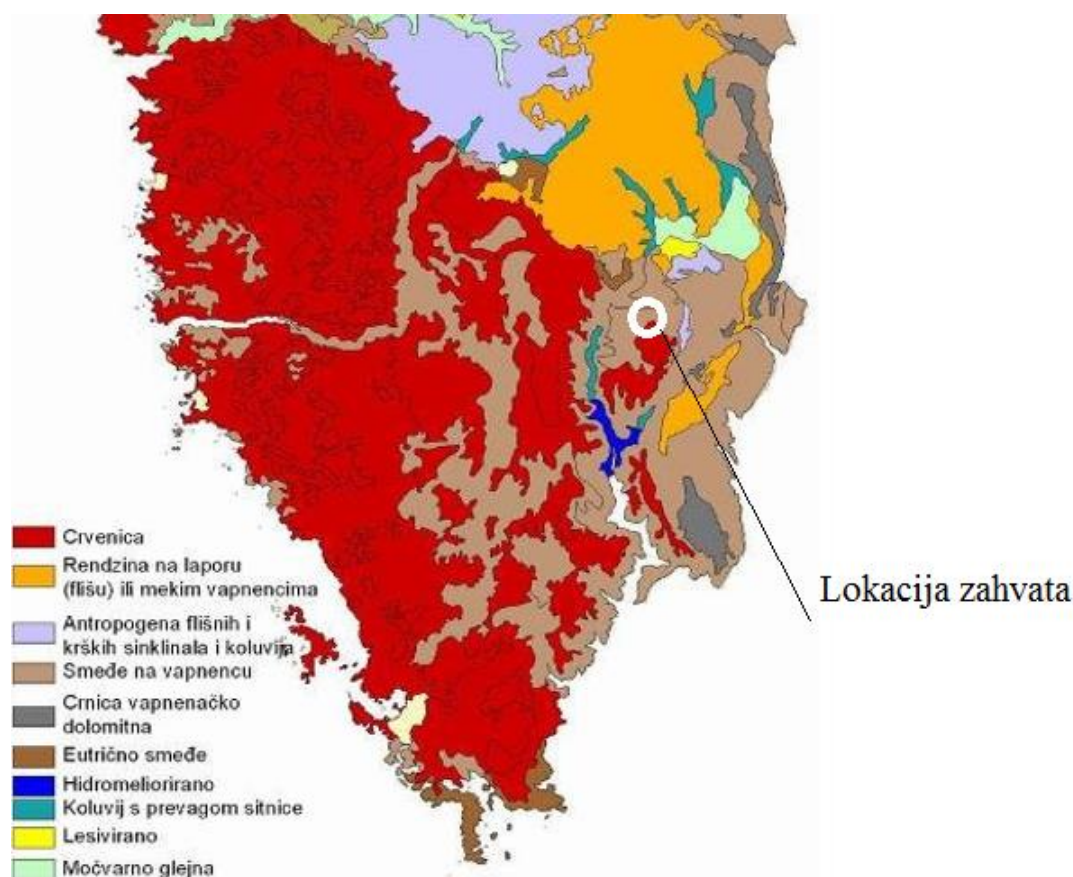 Crvenica
Rendzina na laporu
(flišu) ili mekim vapnencima
Antropogena flišnih i
krških sinklinala i koluvija
Smeđe na vapnencu
Crnica vapnenačko
dolomitna
Eutrično smeđe
Hidromeliorirano
Koluvij s prevagom sitnice
Lesivirano
Močvarno glejna
Lokacija zahvata